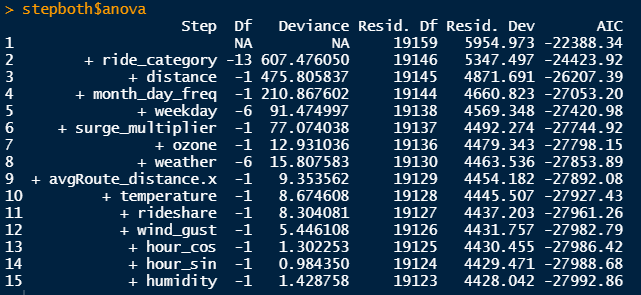 > stepboth$anova
Step Df Deviance Resid. Df Resid. Dev AIC
1 NA NA 19159 5954.973 -22388.34
2 + ride_category -13 607.476050 19146 5347.497 -24423.92
3 + distance -1 475.805837 19145 4871.691 -26207.39
4 + month_day_freq -1 210.867602 19144 4660.823 -27053.20
5 + weekday -6 91.474997 19138 4569.348 -27420.98
6 + surge_multiplier -1 77.074038 19137 4492.274 -27744.92
7 + ozone -1 12.931036 19136 4479.343 -27798.15
8 + weather -6 15.807583 19130 4463.536 -27853.89
9 + avgRoute_distance.x -1 9.353562 19129 4454.182 -27892.08
10 + temperature -1 8.674608 19128 4445.507 -27927.43
11 + rideshare -1 8.304081 19127 4437.203 -27961.26
12 + wind_gust -1 5.446108 19126 4431.757 -27982.79
13 + hour_cos -1 1.302253 19125 4430.455 -27986.42
14 + hour_sin -1 0.984350 19124 4429.471 -27988.68
15 + humidity -1 1.428758 19123 4428.042 -27992.86